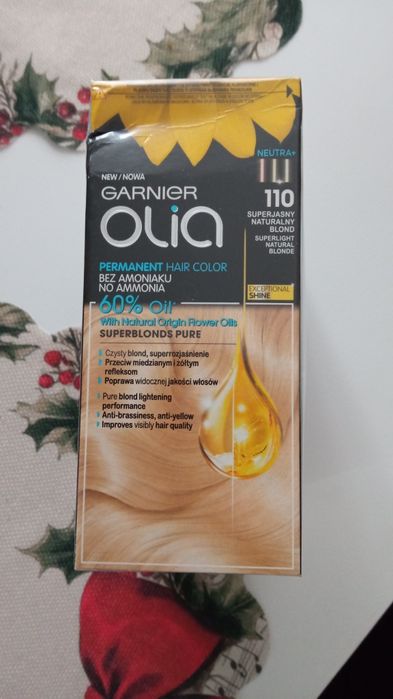 NEW / NOWA
GARNIER
OLIA
NEUTRA+
110
SUPERJASNY
NATURALNY
BLOND
SUPERLIGHT
NATURAL
BLONDE
PERMANENT HAIR COLOR
BEZ AMONIAKU
NO AMMONIA
60% Oil*
With Natural Origin Flower Oils
SUPERBLONDS PURE
EXCEPTIONAL
SHINE
Czysty blond, superrozjaśnienie
Przeciw miedzianym i żółtym
refleksom
Poprawa widocznej jakości włosów
Pure blond lightening
performance
Anti-brassiness, anti-yellow
Improves visibly hair quality